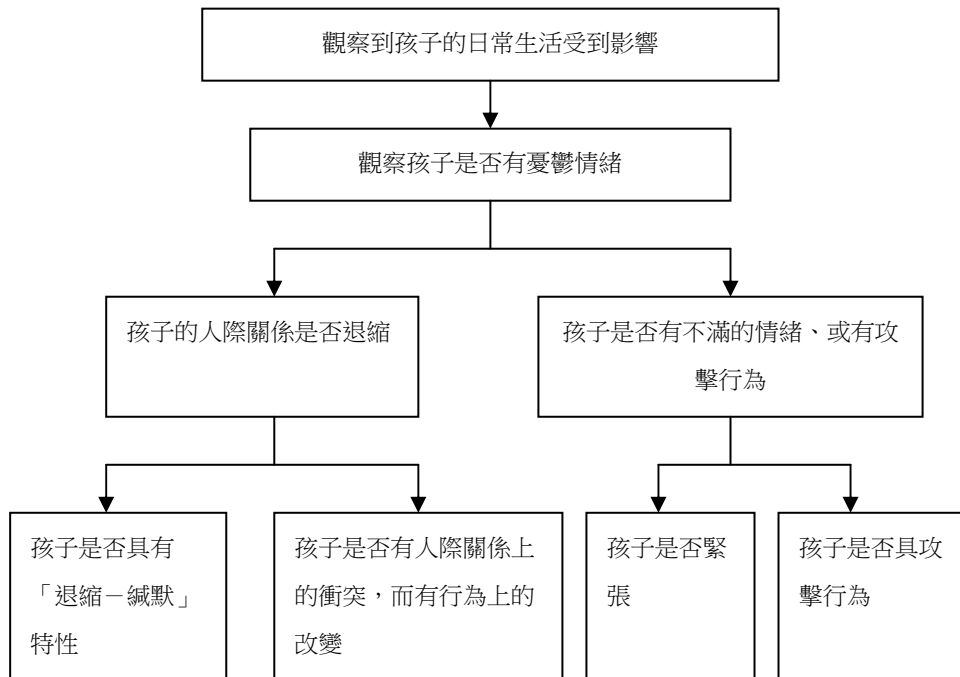 觀察到孩子的日常生活受到影響
觀察孩子是否有憂鬱情緒
孩子的人際關係是否退縮
孩子是否有不滿的情緒、或有攻
擊行為
孩子是否具有
「退縮－緘默」
特性
孩子是否有人際關係上
的衝突，而有行為上的
改變
孩子是否緊
張
孩子是否具攻
擊行為